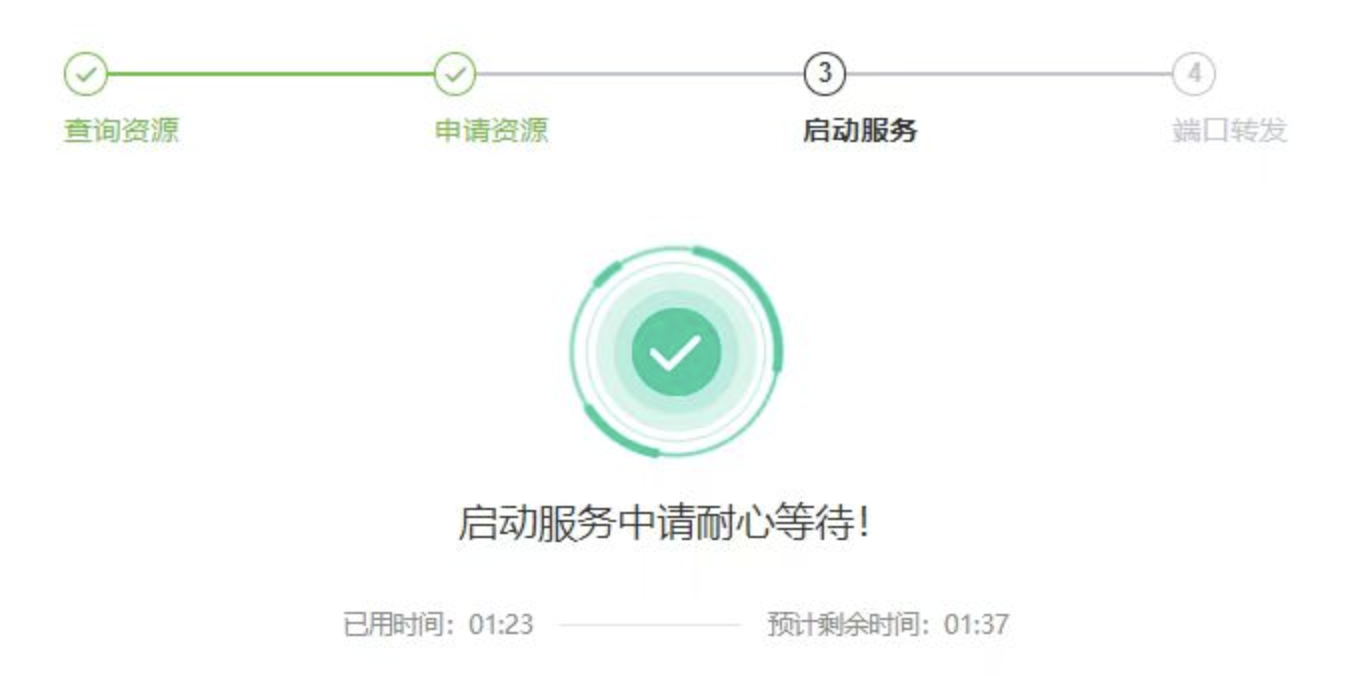 3 4
查询资源 申请资源 启动服务 端口转发
启动服务中请耐心等待!
已用时间: 01:23 预计剩余时间: 01:37